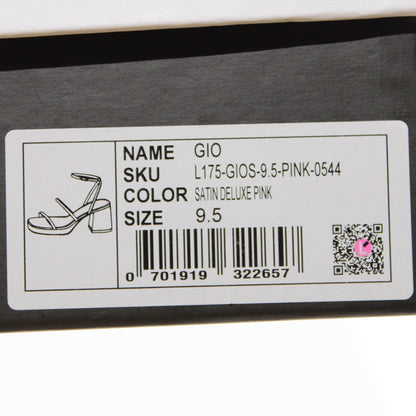 NAME GIO
SKU L175-GIOS-9.5-PINK-0544
COLOR SATIN DELUXE PINK
SIZE 9.5
0 701919 322657